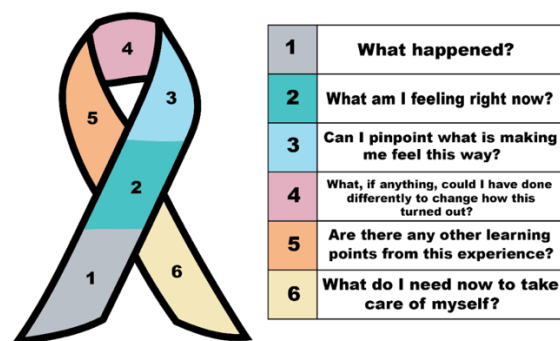 4
3
5
2
1
6
1 What happened?
2 What am I feeling right now?
3 Can I pinpoint what is making
me feel this way?
4 What, if anything, could I have done
differently to change how this
turned out?
5 Are there any other learning
points from this experience?
6 What do I need now to take
care of myself?